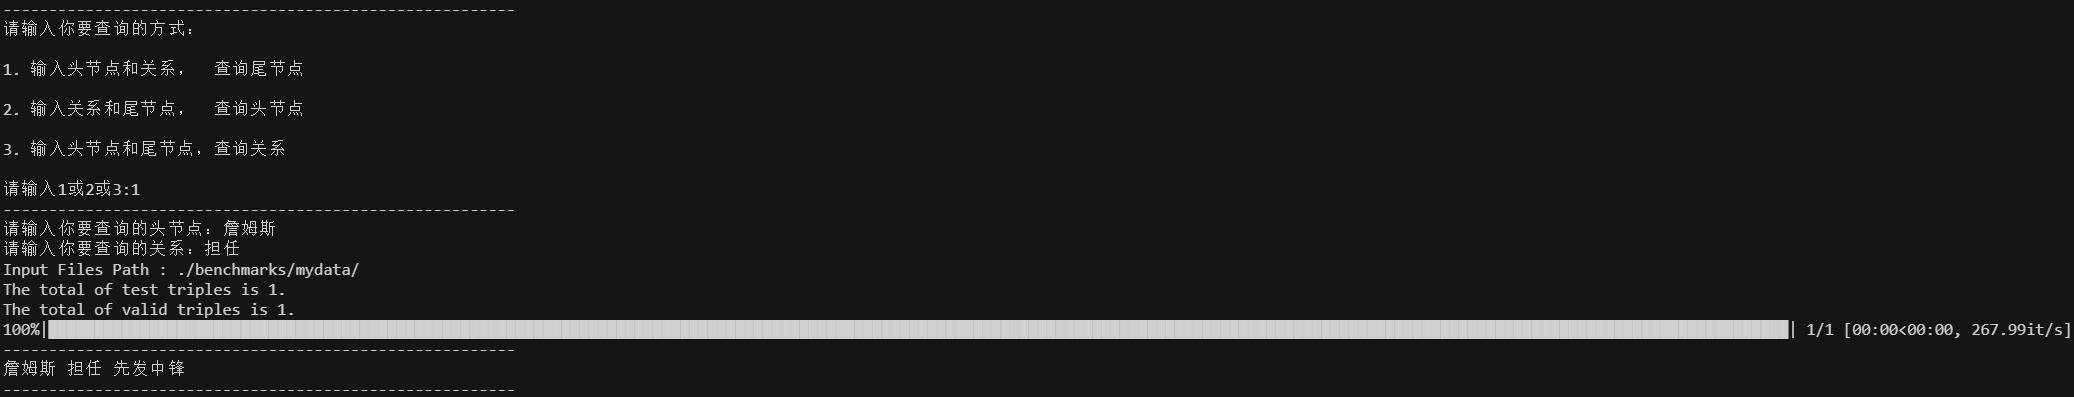 --------------------------------------------------------
请输入你要查询的方式:
1. 输入头节点和关系,  查询尾节点
2. 输入关系和尾节点,  查询头节点
3. 输入头节点和尾节点,查询关系
请输入1或2或3:1
--------------------------------------------------------
请输入你要查询的头节点:詹姆斯
请输入你要查询的关系:担任
Input Files Path : ./benchmarks/mydata/
The total of test triples is 1.
The total of valid triples is 1.
100%|██████████| 1/1 [00:00<00:00, 267.99it/s]
--------------------------------------------------------
詹姆斯 担任 先发中锋
--------------------------------------------------------